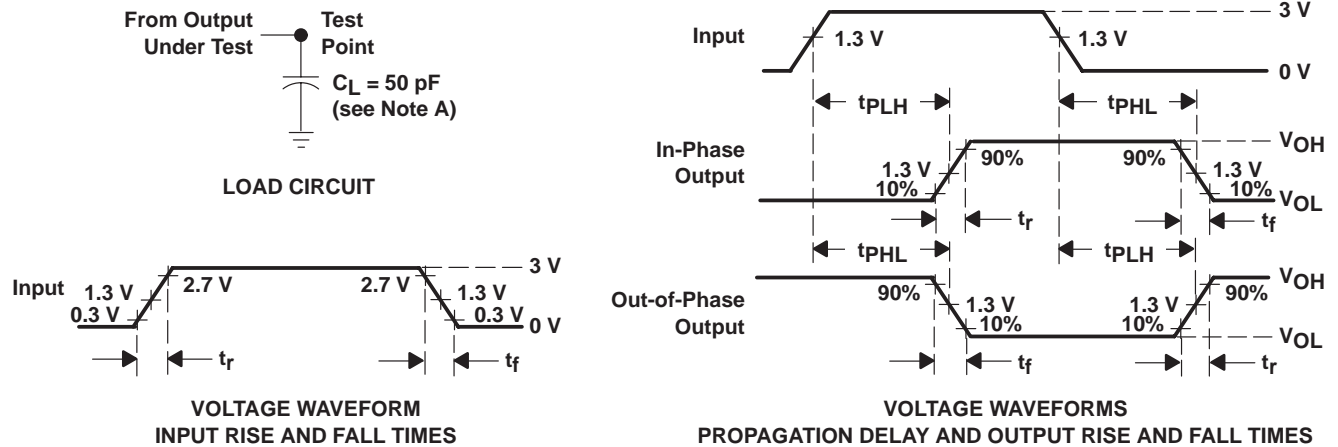 From Output
Under Test
Test
Point
CL = 50 pF
(see Note A)
LOAD CIRCUIT
Input
1.3 V
0.3 V
2.7 V
2.7 V
1.3 V
0.3 V
3 V
0 V
tr
tf
VOLTAGE WAVEFORM
INPUT RISE AND FALL TIMES
Input
1.3 V
1.3 V
3 V
0 V
tPLH
tPHL
In-Phase
Output
1.3 V
10%
90%
90%
1.3 V
10%
VOH
VOL
tr
tf
tPHL
tPLH
Out-of-Phase
Output
90%
1.3 V
10%
1.3 V
10%
90%
VOH
VOL
tf
tr
VOLTAGE WAVEFORMS
PROPAGATION DELAY AND OUTPUT RISE AND FALL TIMES